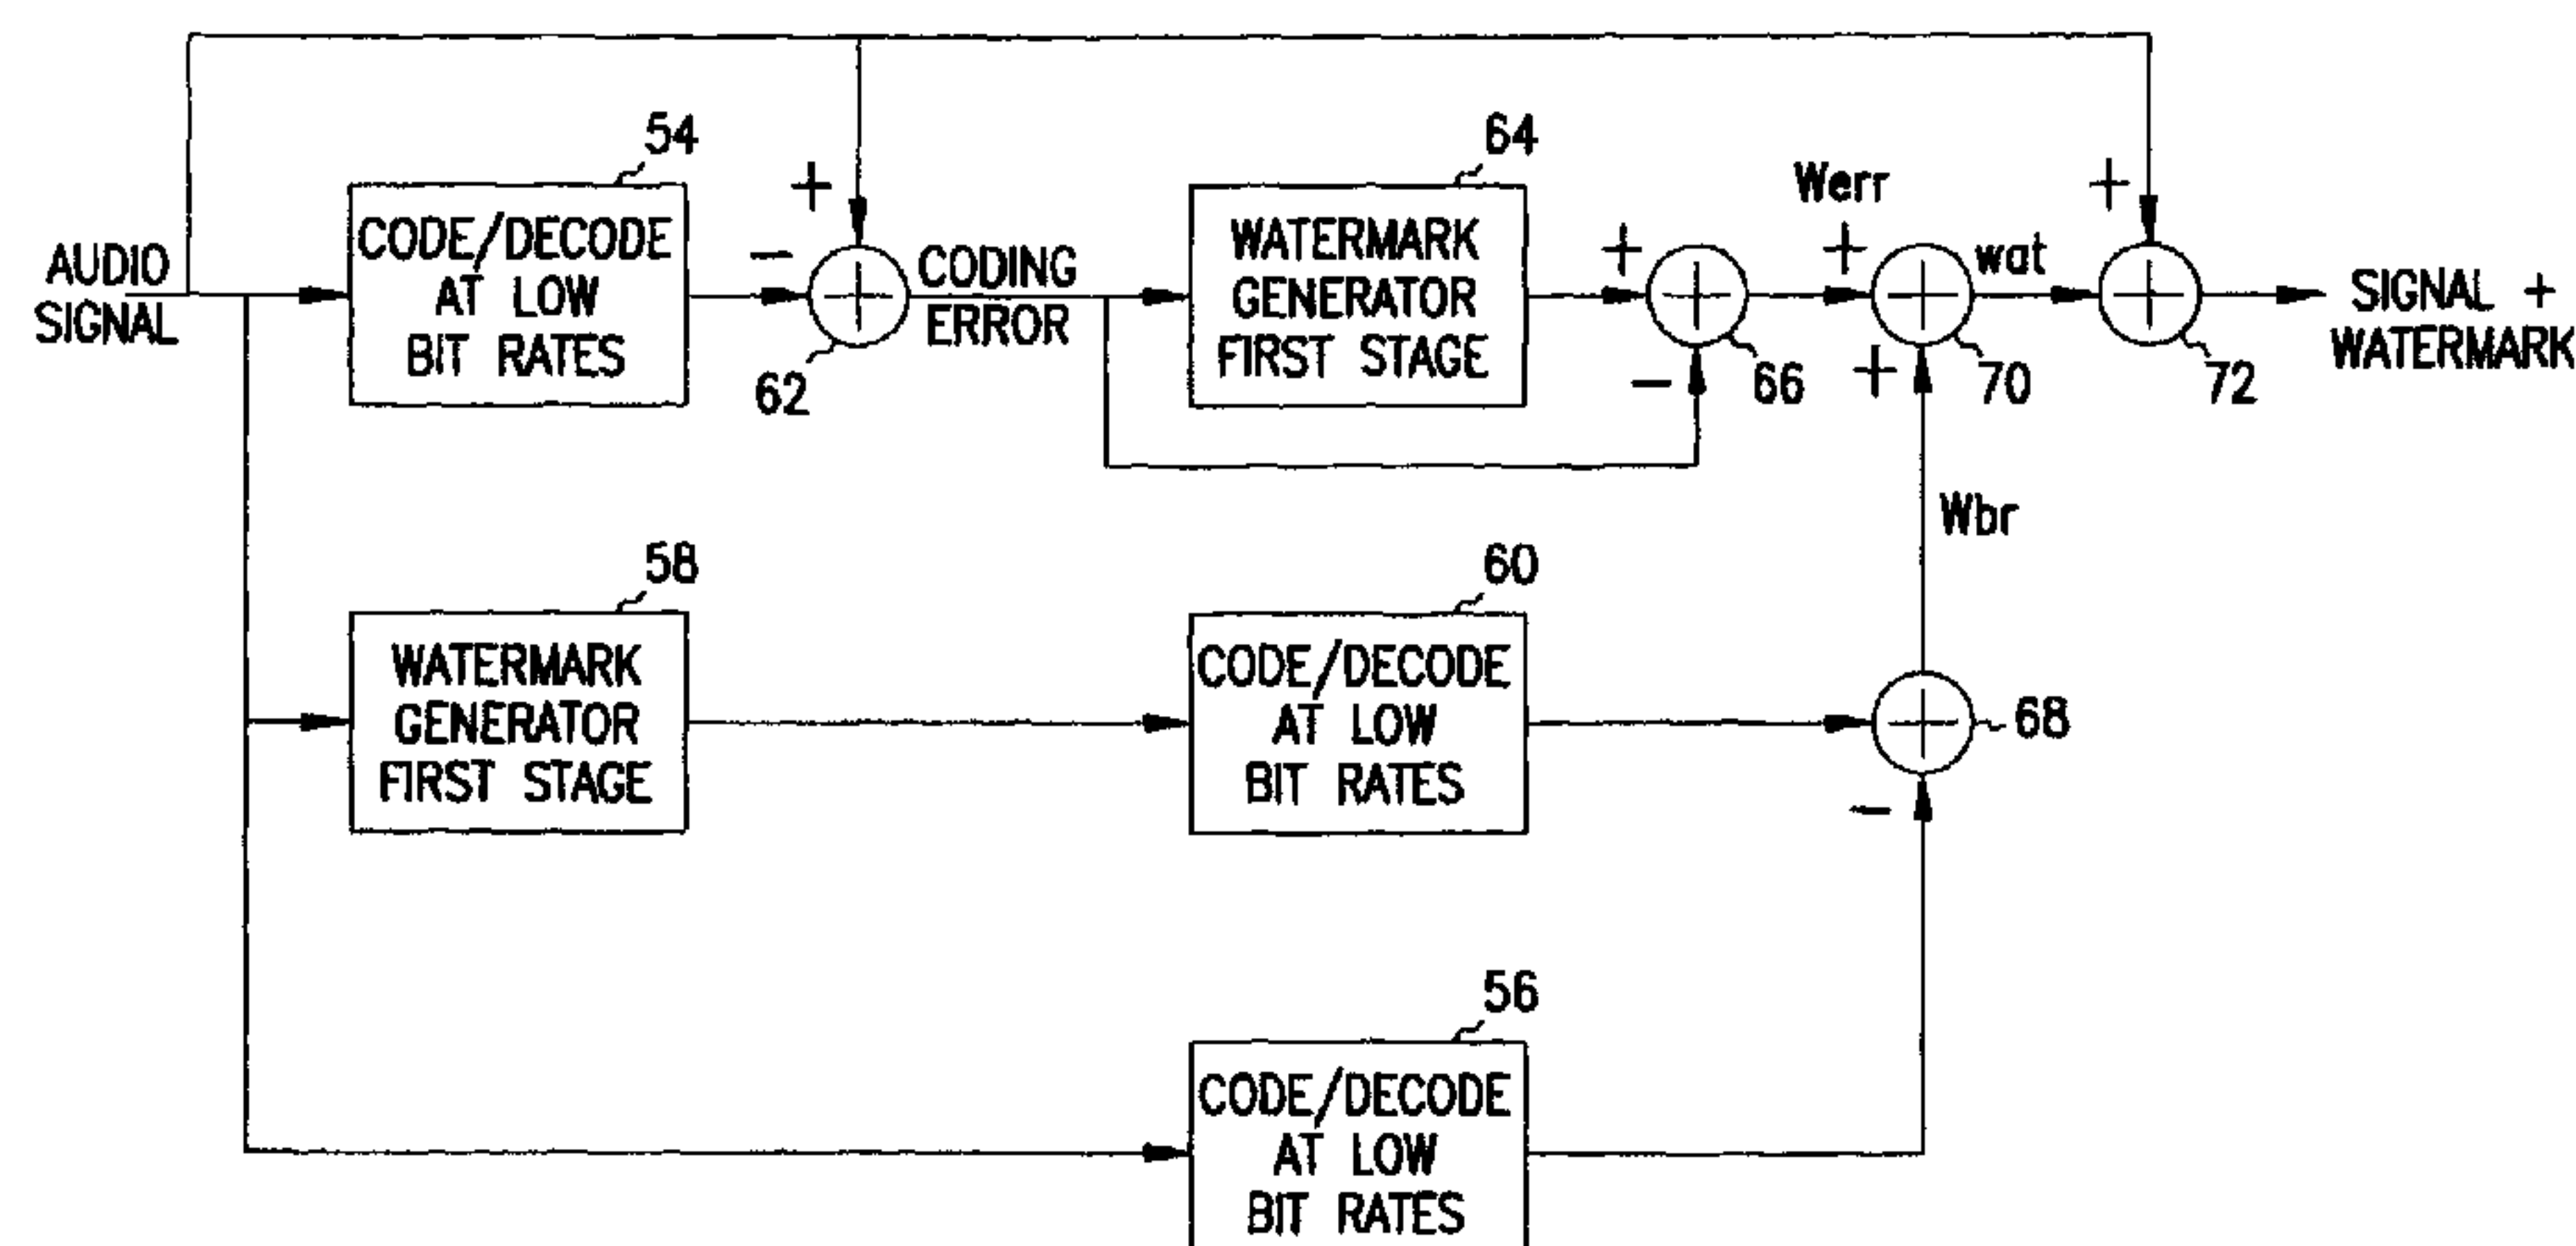 AUDIO
SIGNAL
54
CODE/DECODE
AT LOW
BIT RATES
+
−
62
CODING
ERROR
64
WATERMARK
GENERATOR
FIRST STAGE
+
−
66
Werr
+
+
70
wat
+
72
SIGNAL +
WATERMARK
Wbr
58
WATERMARK
GENERATOR
FIRST STAGE
60
CODE/DECODE
AT LOW
BIT RATES
68
−
56
CODE/DECODE
AT LOW
BIT RATES